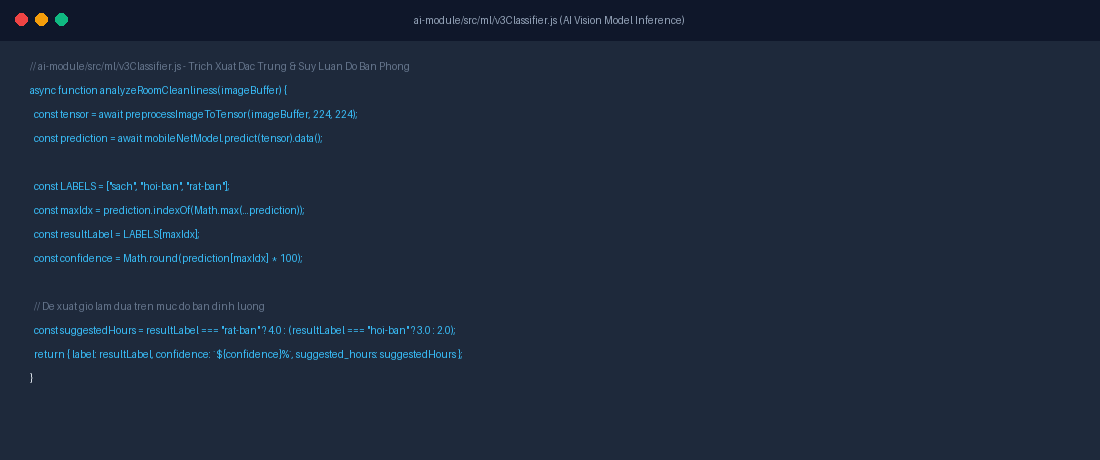 ai-module/src/ml/v3Classifier.js (AI Vision Model Inference)
// ai-module/src/ml/v3Classifier.js - Trich Xuat Dac Trung & Suy Luan Do Ban Phong
async function analyzeRoomCleanliness(imageBuffer) {
const tensor = await preprocessImageToTensor(imageBuffer, 224, 224);
const prediction = await mobileNetModel.predict(tensor).data();
const LABELS = ["sach", "hoi-ban", "rat-ban"];
const maxIdx = prediction.indexOf(Math.max(...prediction));
const resultLabel = LABELS[maxIdx];
const confidence = Math.round(prediction[maxIdx] * 100);
// De xuat gio lam dua tren muc do ban dinh luong
const suggestedHours = resultLabel === "rat-ban" ? 4.0 : (resultLabel === "hoi-ban" ? 3.0 : 2.0);
return { label: resultLabel, confidence: `${confidence}%`, suggested_hours: suggestedHours };
}